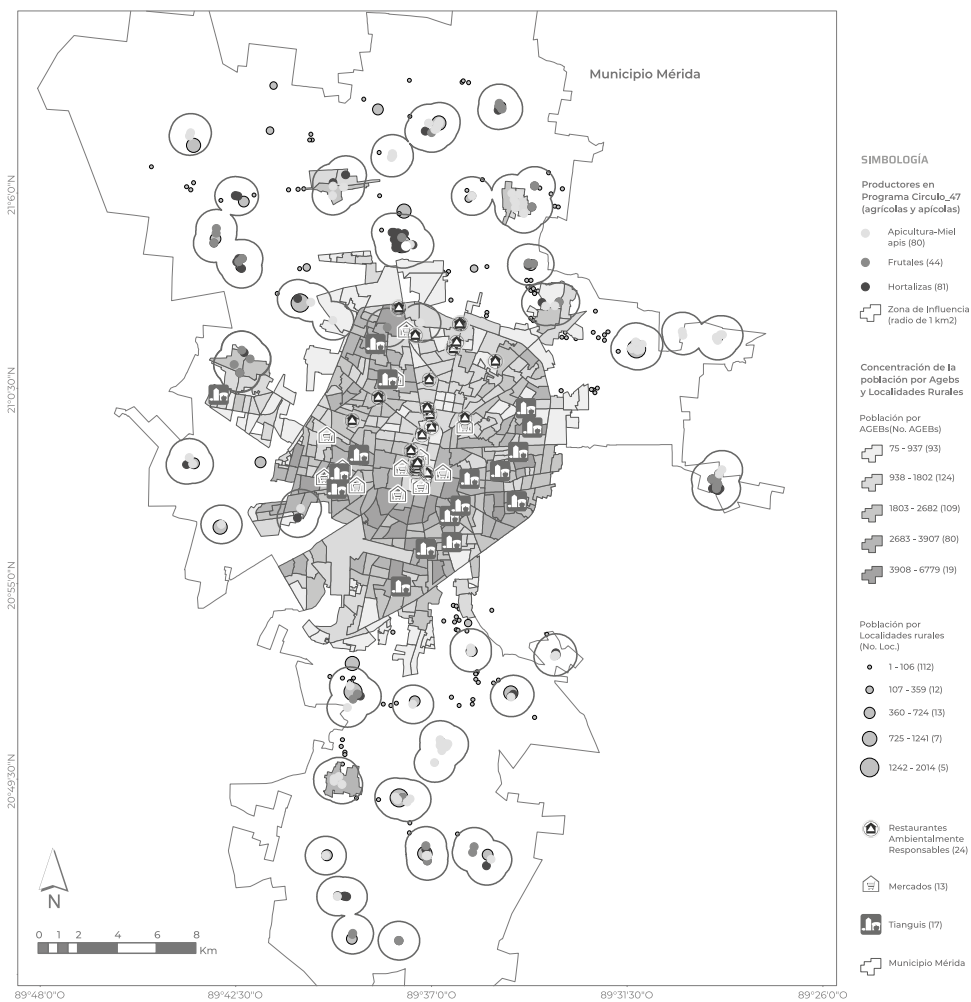 Municipio Mérida
21°6'0"N
21°0'30"N
20°55'0"N
20°49'30"N
N
0 1 2 4 6 8
Km
89°48'0"O
89°42'30"O
89°37'0"O
89°31'30"O
89°26'0"O
SIMBOLOGÍA
Productores en
Programa Circulo_47
(agrícolas y apícolas)
Apicultura-Miel
apis (80)
Frutales (44)
Hortalizas (81)
Zona de Influencia
(radio de 1 km2)
Concentración de la
población por Agebs
y Localidades Rurales
Población por
AGEBs(No. AGEBs)
75 - 937 (93)
938 - 1802 (124)
1803 - 2682 (109)
2683 - 3907 (80)
3908 - 6779 (19)
Población por
Localidades rurales
(No. Loc.)
1 - 106 (112)
107 - 359 (12)
360 - 724 (13)
725 - 1241 (7)
1242 - 2014 (5)
Restaurantes
Ambientalmente
Responsables (24)
Mercados (13)
Tianguis (17)
Municipio Mérida